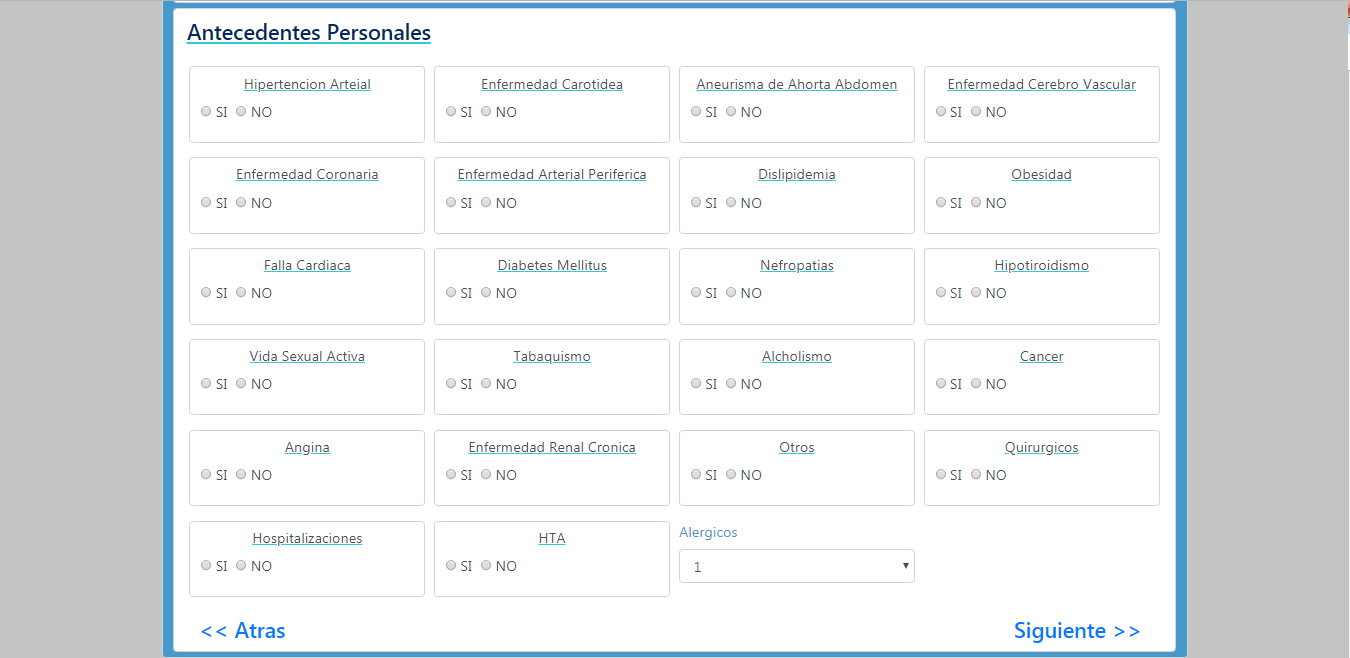 Antecedentes Personales
Hipertencion Arteial
SI NO
Enfermedad Carotidea
SI NO
Aneurisma de Ahorta Abdomen
SI NO
Enfermedad Cerebro Vascular
SI NO
Enfermedad Coronaria
SI NO
Enfermedad Arterial Periferica
SI NO
Dislipidemia
SI NO
Obesidad
SI NO
Falla Cardiaca
SI NO
Diabetes Mellitus
SI NO
Nefropatias
SI NO
Hipotiroidismo
SI NO
Vida Sexual Activa
SI NO
Tabaquismo
SI NO
Alcholismo
SI NO
Cancer
SI NO
Angina
SI NO
Enfermedad Renal Cronica
SI NO
Otros
SI NO
Quirurgicos
SI NO
Hospitalizaciones
SI NO
HTA
SI NO
Alergicos
1
<< Atras
Siguiente >>